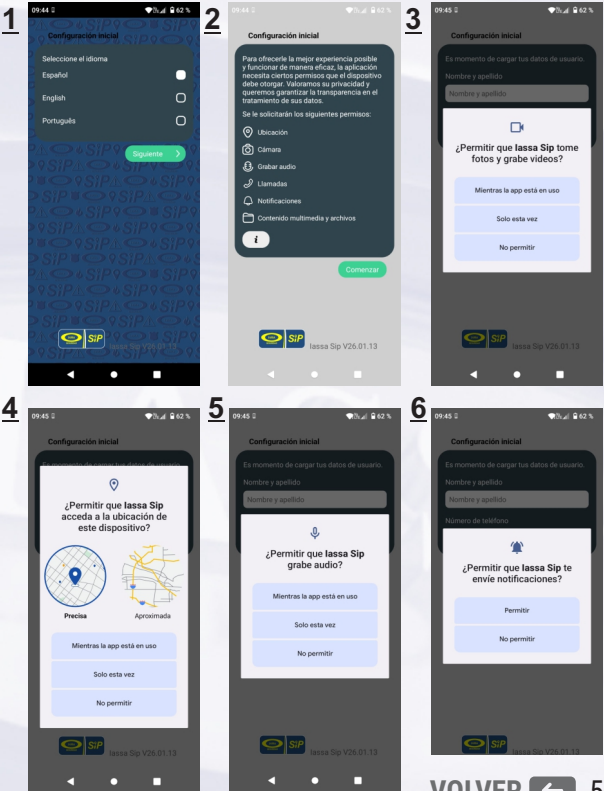 1
09:44
62 %
Configuración inicial
Seleccione el idioma
Español
English
Português
Siguiente
SiP
Iassa Sip V26.01.13
2
09:44
62 %
Configuración inicial
Para ofrecerle la mejor experiencia posible
y funcionar de manera eficaz, la aplicación
necesita ciertos permisos que el dispositivo
debe otorgar. Valoramos su privacidad y
queremos garantizar la transparencia en el
tratamiento de sus datos.
Se le solicitarán los siguientes permisos:
Ubicación
Cámara
Grabar audio
Llamadas
Notificaciones
Contenido multimedia y archivos
i
Comenzar
SiP
Iassa Sip V26.01.13
3
09:45
62 %
Configuración inicial
Es momento de cargar tus datos de usuario.
Nombre y apellido
Nombre y apellido
¿Permitir que Iassa Sip tome
fotos y grabe videos?
Mientras la app está en uso
Solo esta vez
No permitir
SiP
Iassa Sip V26.01.13
4
09:45
62 %
Configuración inicial
Es momento de cargar tus datos de usuario.
¿Permitir que Iassa Sip
acceda a la ubicación de
este dispositivo?
Precisa
Aproximada
Mientras la app está en uso
Solo esta vez
No permitir
SiP
Iassa Sip V26.01.13
5
09:45
62 %
Configuración inicial
Es momento de cargar tus datos de usuario.
Nombre y apellido
Nombre y apellido
¿Permitir que Iassa Sip
grabe audio?
Mientras la app está en uso
Solo esta vez
No permitir
SiP
Iassa Sip V26.01.13
6
09:45
62 %
Configuración inicial
Es momento de cargar tus datos de usuario.
Nombre y apellido
Nombre y apellido
Número de teléfono
¿Permitir que Iassa Sip te
envíe notificaciones?
Permitir
No permitir
SiP
Iassa Sip V26.01.13
VOLVER
5